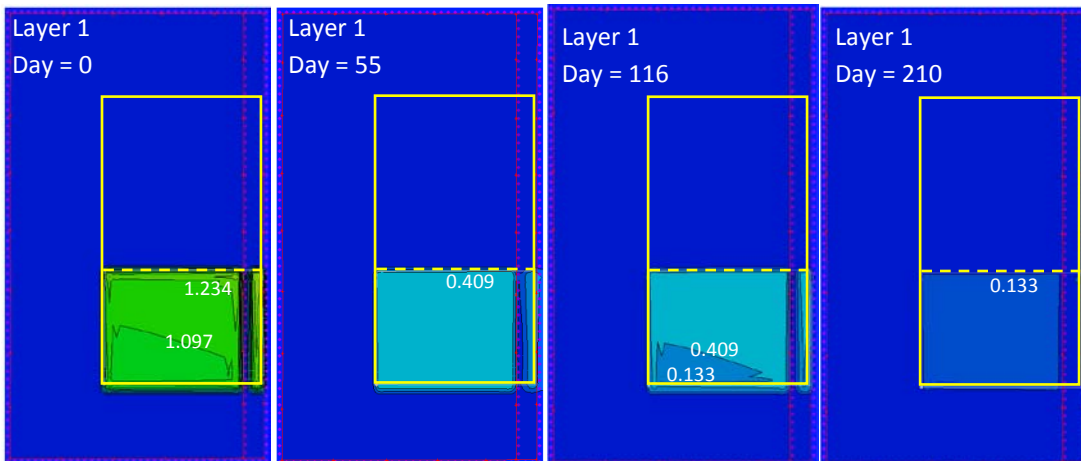 Layer 1
Day = 0
1.234
1.097
Layer 1
Day = 55
0.409
Layer 1
Day = 116
0.409
0.133
Layer 1
Day = 210
0.133